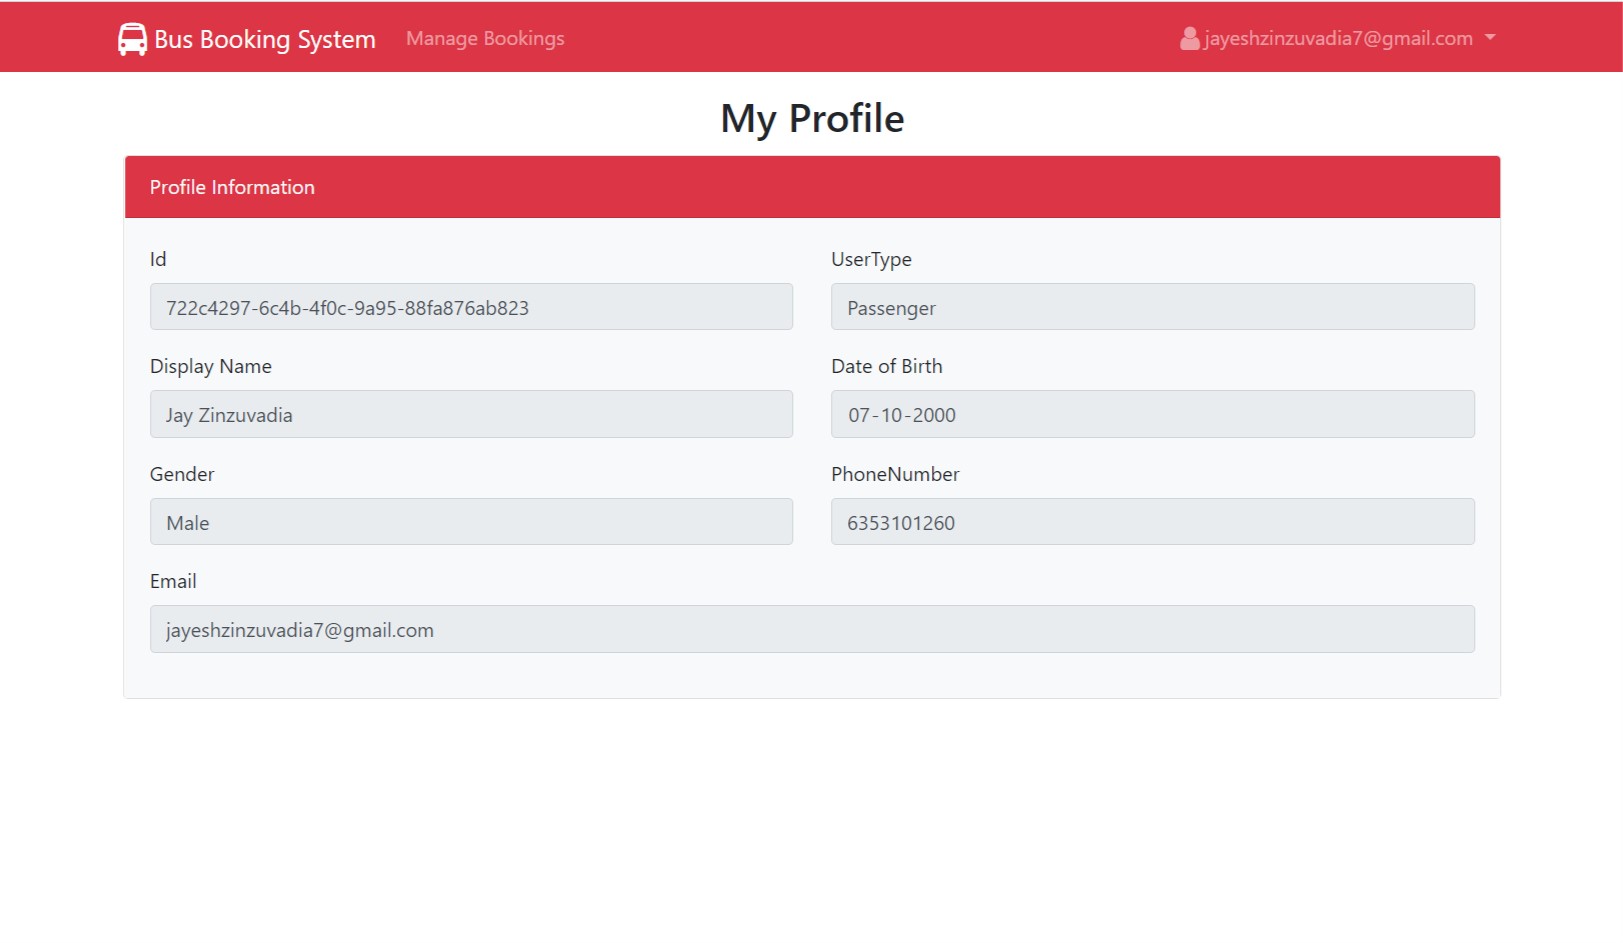 Bus Booking System Manage Bookings jayeshzinzuvadia7@gmail.com
My Profile
Profile Information
Id UserType
722c4297-6c4b-4f0c-9a95-88fa876ab823 Passenger
Display Name Date of Birth
Jay Zinzuvadia 07-10-2000
Gender PhoneNumber
Male 6353101260
Email
jayeshzinzuvadia7@gmail.com